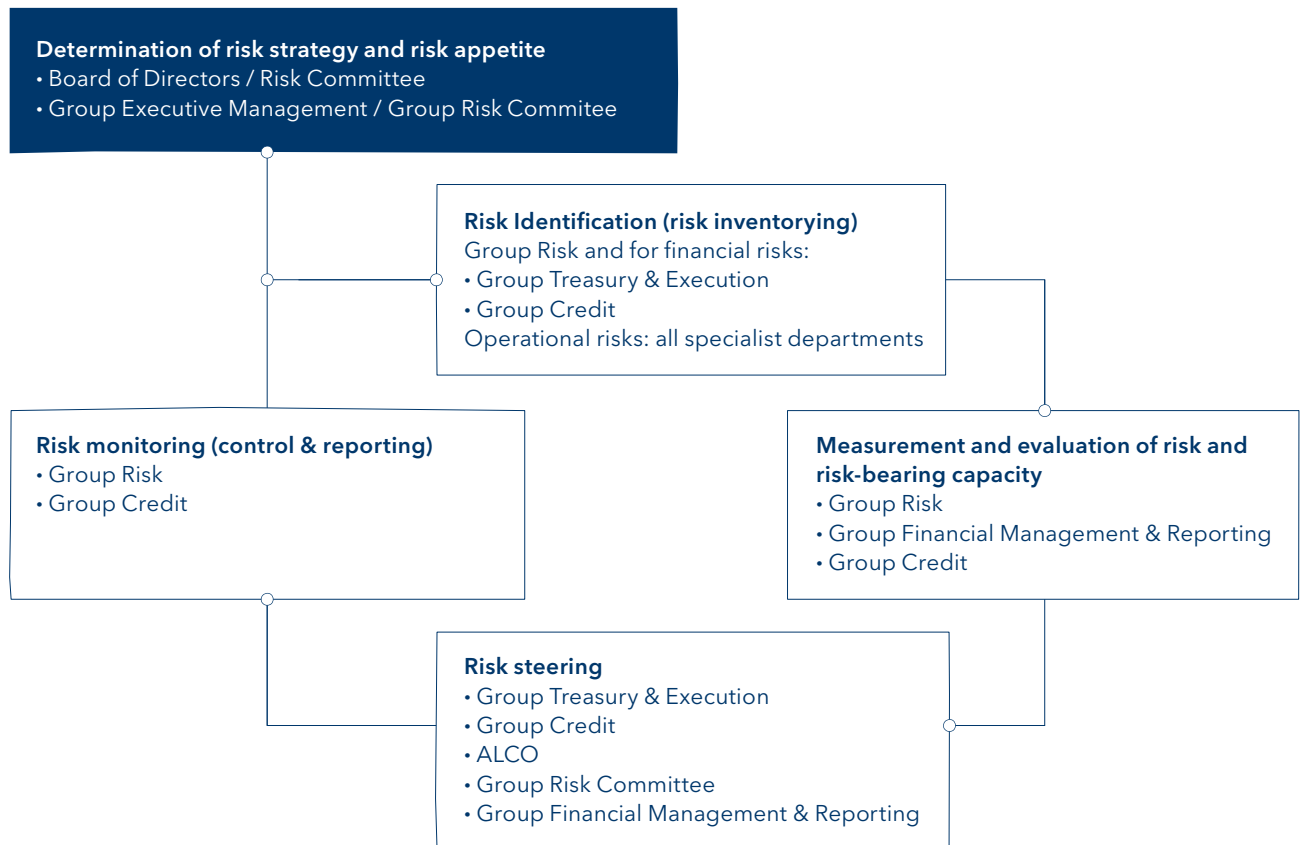 Determination of risk strategy and risk appetite
• Board of Directors / Risk Committee
• Group Executive Management / Group Risk Commitee
Risk Identification (risk inventorying)
Group Risk and for financial risks:
• Group Treasury & Execution
• Group Credit
Operational risks: all specialist departments
Risk monitoring (control & reporting)
• Group Risk
• Group Credit
Measurement and evaluation of risk and
risk-bearing capacity
• Group Risk
• Group Financial Management & Reporting
• Group Credit
Risk steering
• Group Treasury & Execution
• Group Credit
• ALCO
• Group Risk Committee
• Group Financial Management & Reporting